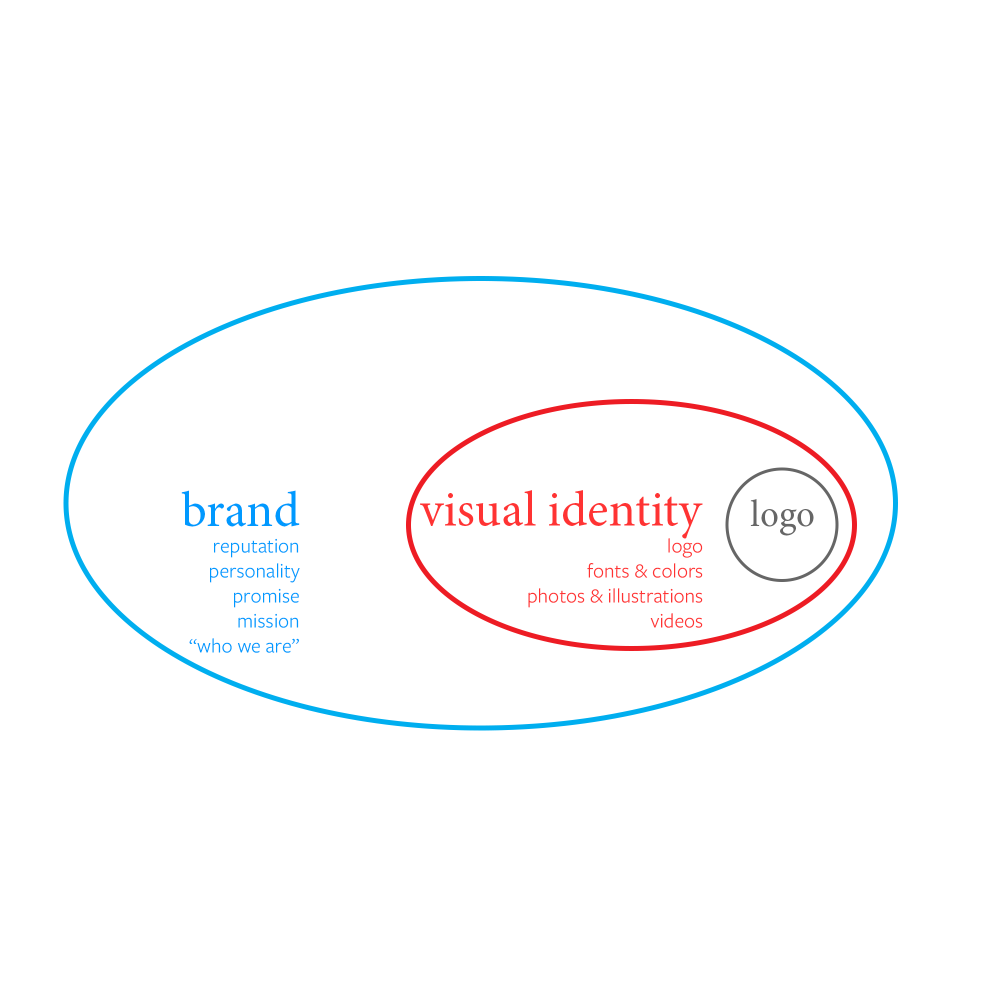 brand
reputation
personality
promise
mission
“who we are”
visual identity
logo
fonts & colors
photos & illustrations
videos
logo